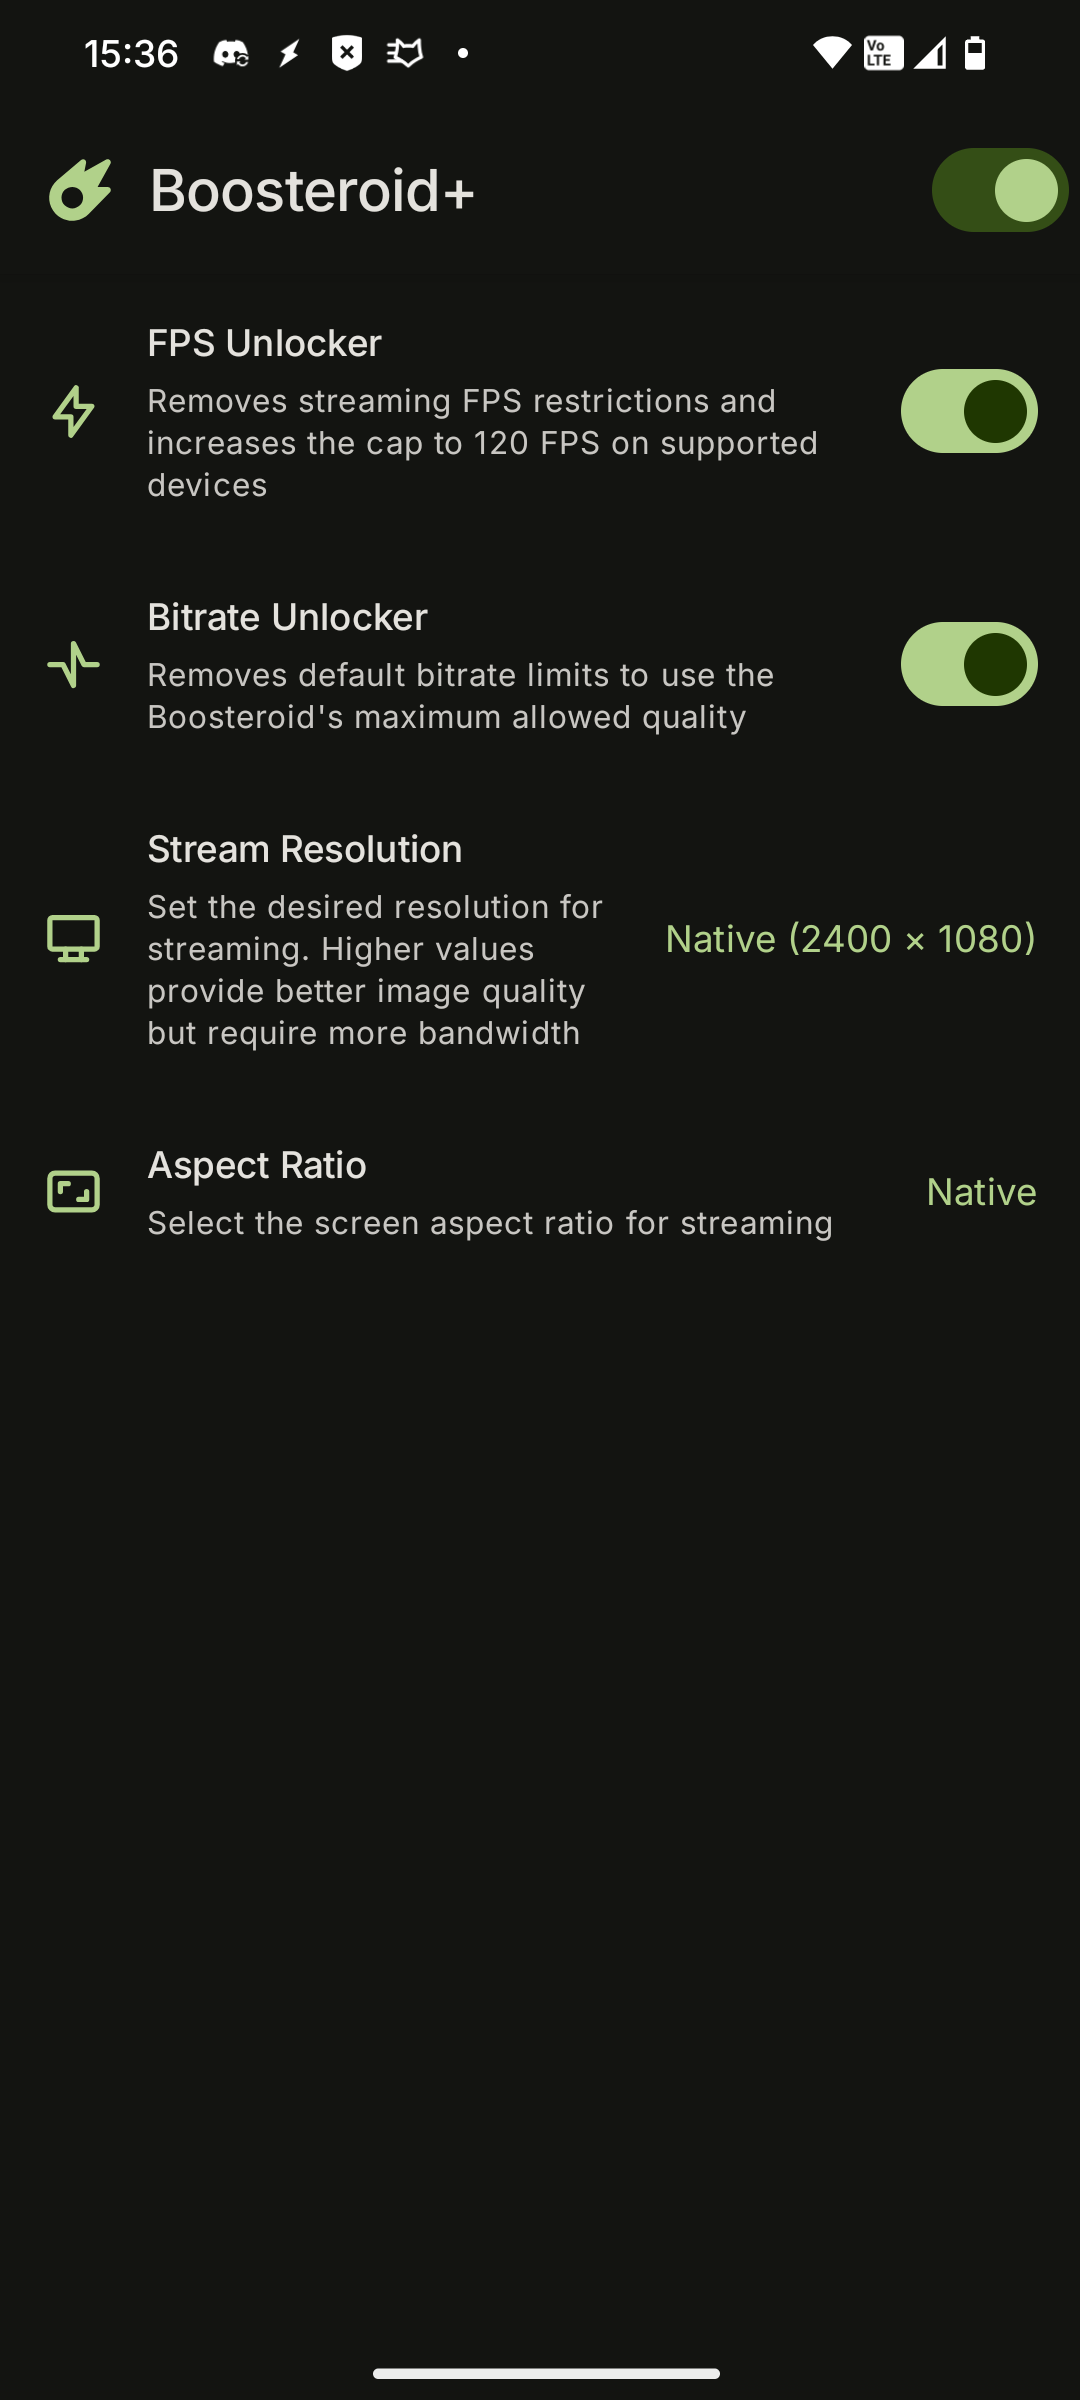 15:36
Vo
LTE
Boosteroid+
FPS Unlocker
Removes streaming FPS restrictions and
increases the cap to 120 FPS on supported
devices
Bitrate Unlocker
Removes default bitrate limits to use the
Boosteroid's maximum allowed quality
Stream Resolution
Set the desired resolution for
streaming. Higher values
provide better image quality
but require more bandwidth
Native (2400 × 1080)
Aspect Ratio
Select the screen aspect ratio for streaming
Native